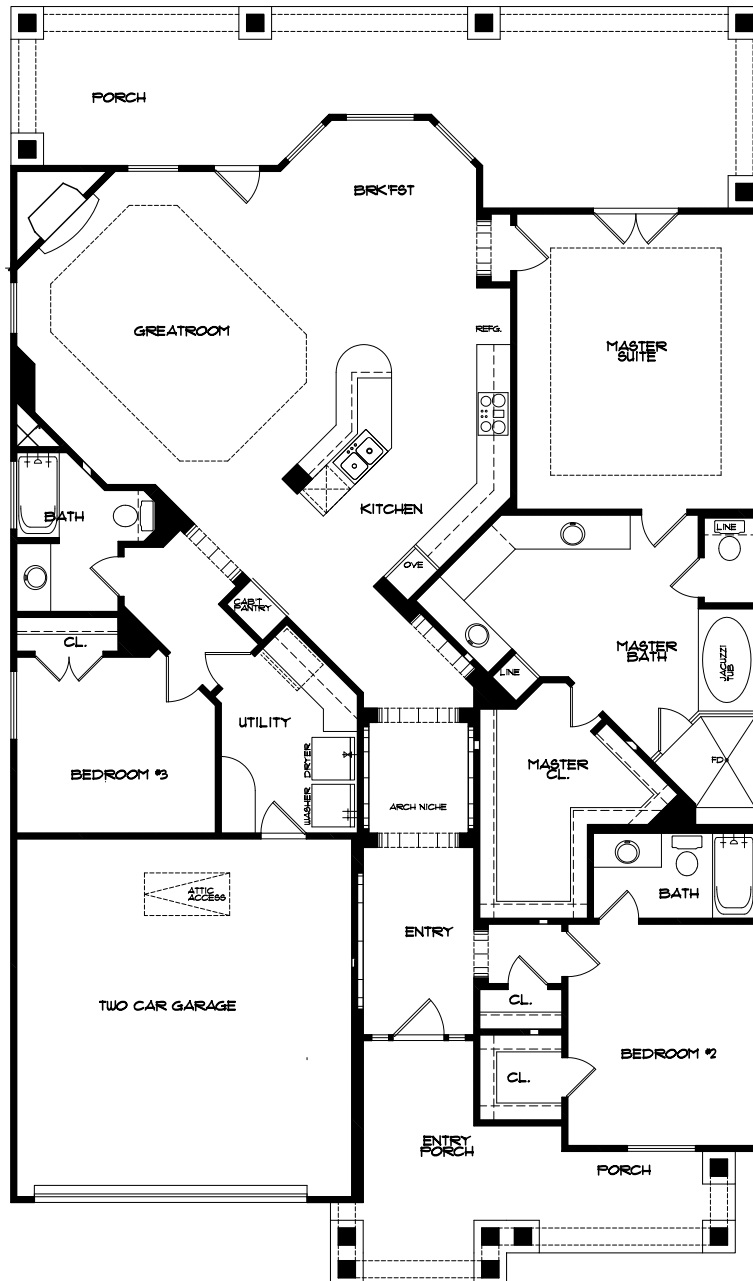 PORCH
BRK'FST
GREATROOM
REFG.
MASTER
SUITE
KITCHEN
BATH
LINE
OVE
CAB'T
PANTRY
CL.
MASTER
BATH
JACUZZI
TUB
LINE
UTILITY
BEDROOM #3
DRYER
WASHER
MASTER
CL.
FD
ARCH NICHE
ATTIC
ACCESS
BATH
ENTRY
TWO CAR GARAGE
CL.
BEDROOM #2
CL.
ENTRY
PORCH
PORCH